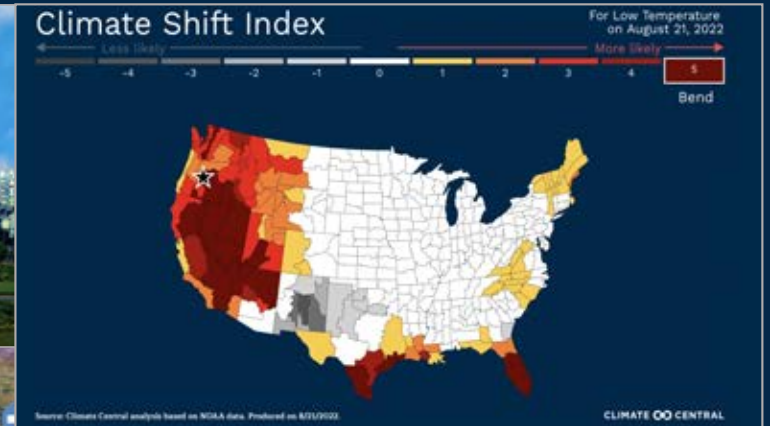 Climate Shift Index
For Low Temperature
on August 21, 2022
Less likely
More likely
-5 -4 -3 -2 -1 0 1 2 3 4 5
Bend
Source: Climate Central analysis based on NOAA data. Produced on 8/21/2022.
CLIMATE CENTRAL